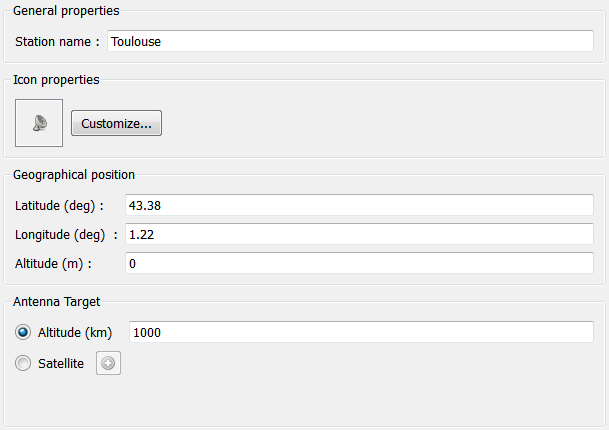 General properties
Station name : Toulouse
Icon properties
Customize...
Geographical position
Latitude (deg) : 43.38
Longitude (deg) : 1.22
Altitude (m) : 0
Antenna Target
Altitude (km) 1000
Satellite